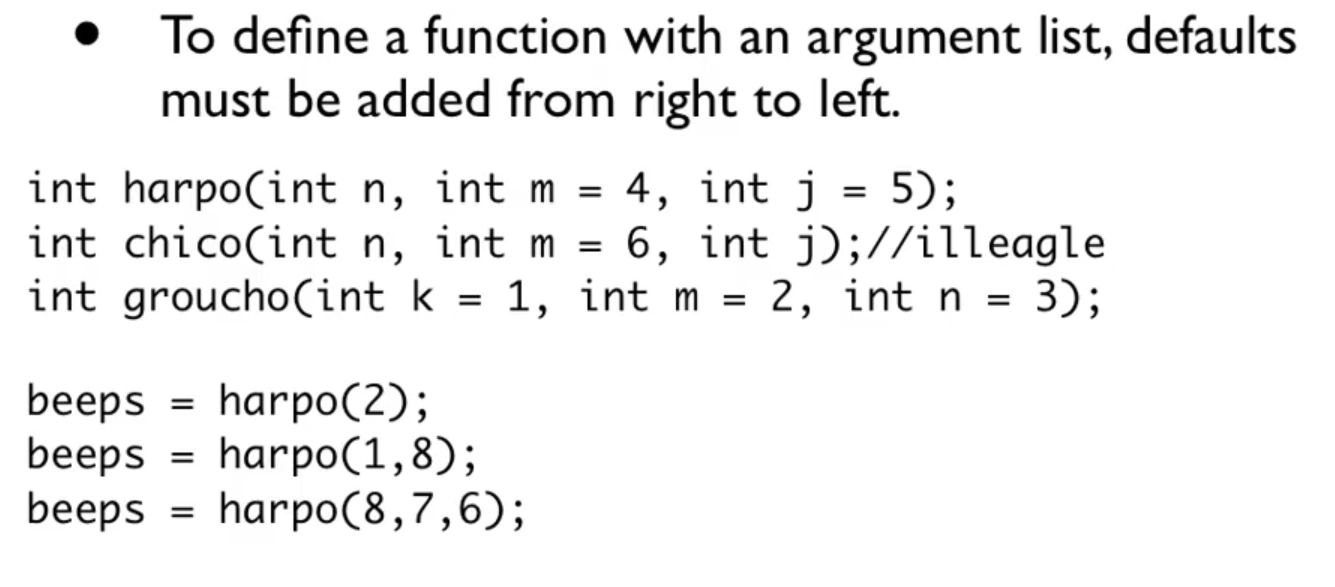 • To define a function with an argument list, defaults
must be added from right to left.
int harpo(int n, int m = 4, int j = 5);
int chico(int n, int m = 6, int j);//illeagle
int groucho(int k = 1, int m = 2, int n = 3);
beeps = harpo(2);
beeps = harpo(1,8);
beeps = harpo(8,7,6);